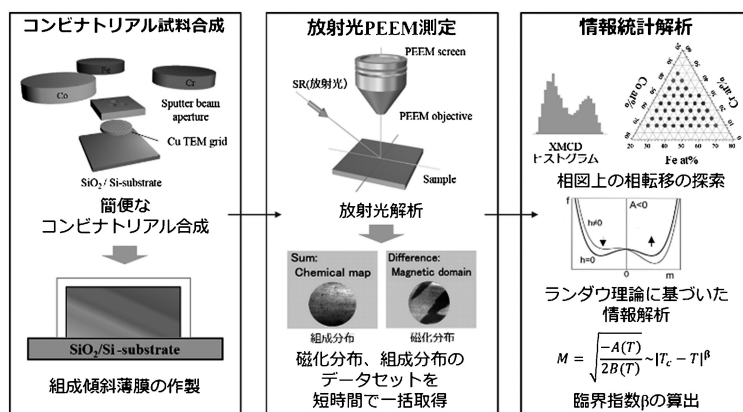 コンビナトリアル試料合成
Fe
Co
Cr
Sputter beam
aperture
Cu TEM grid
SiO2 / Si-substrate
簡便な
コンビナトリアル合成
SiO2/Si-substrate
組成傾斜薄膜の作製
放射光PEEM測定
PEEM screen
SR(放射光)
PEEM objective
Sample
放射光解析
Sum:
Chemical map
Difference:
Magnetic domain
組成分布
磁化分布
磁化分布、組成分布の
データセットを
短時間で一括取得
情報統計解析
XMCD
ヒストグラム
Co at%
Cr at%
Fe at%
20 30 40 50 60 70 80
相図上の相転移の探索
f
A<0
h≠0
h=0
0
m
ランダウ理論に基づいた
情報解析
M = √(-A(T)/2B(T)) ~ |Tc − T|^β
臨界指数βの算出